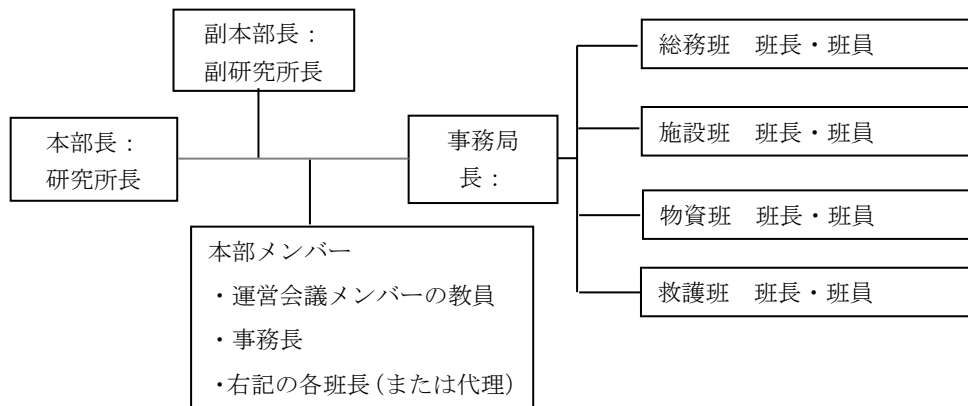 副本部長：
副研究所長
本部長：
研究所長
事務局
長：
本部メンバー
・運営会議メンバーの教員
・事務長
・右記の各班長（または代理）
総務班　班長・班員
施設班　班長・班員
物資班　班長・班員
救護班　班長・班員